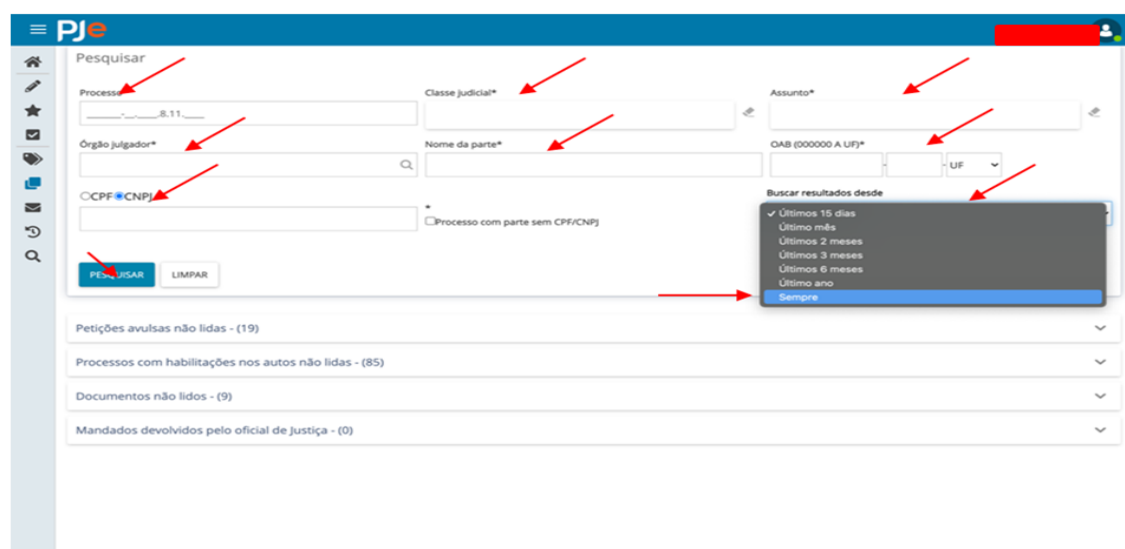 PJe
Pesquisar
Processo
Classe judicial*
Assunto*
_______-__.____.8.11.____
Órgão julgador*
Nome da parte*
OAB (000000 A UF)*
- - UF
CPF CNPJ
Buscar resultados desde
*
Processo com parte sem CPF/CNPJ
✓ Últimos 15 dias
Último mês
Últimos 2 meses
Últimos 3 meses
Últimos 6 meses
Último ano
Sempre
PESQUISAR LIMPAR
Petições avulsas não lidas - (19)
Processos com habilitações nos autos não lidas - (85)
Documentos não lidos - (9)
Mandados devolvidos pelo oficial de Justiça - (0)